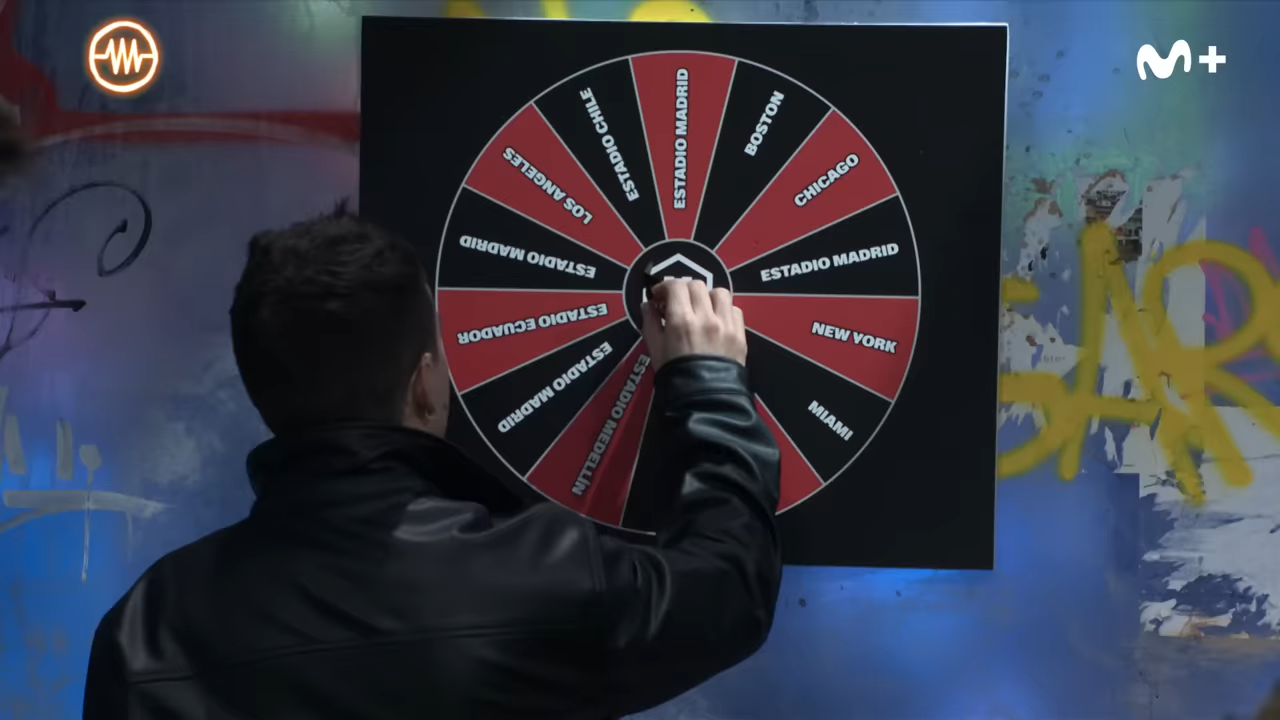 M+
ESTADIO MADRID
BOSTON
CHICAGO
ESTADIO MADRID
NEW YORK
MIAMI
ESTADIO MEDELLIN
ESTADIO MADRID
ESTADIO ECUADOR
ESTADIO MADRID
LOS ANGELES
ESTADIO CHILE